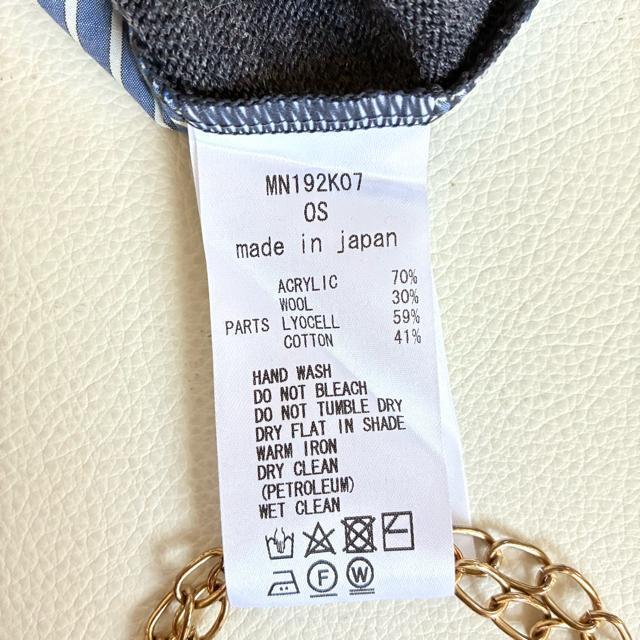 MN192K07
OS
made in japan
ACRYLIC 70%
WOOL 30%
PARTS LYOCELL 59%
COTTON 41%
HAND WASH
DO NOT BLEACH
DO NOT TUMBLE DRY
DRY FLAT IN SHADE
WARM IRON
DRY CLEAN
(PETROLEUM)
WET CLEAN
F W